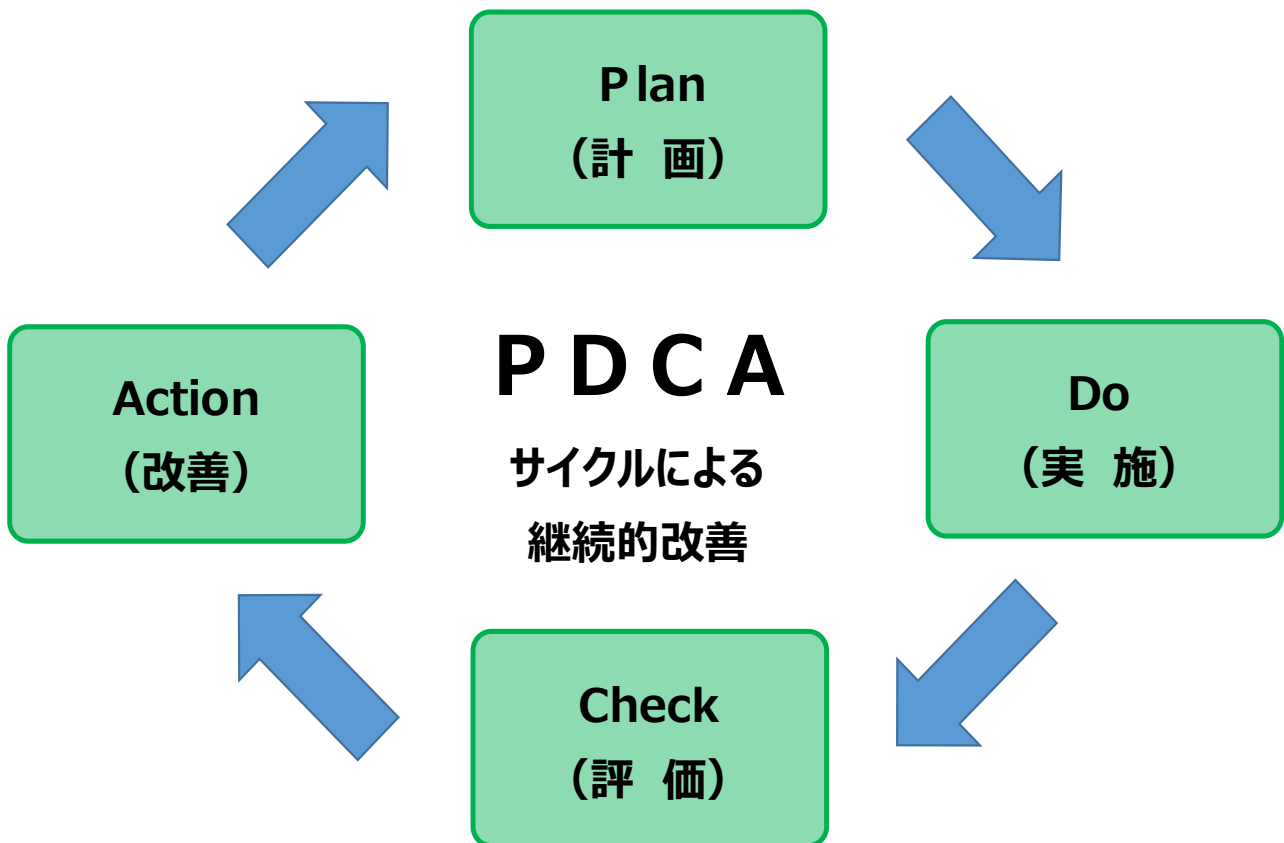 Plan
（計　画）
PDCA
サイクルによる
継続的改善
Action
（改善）
Do
（実　施）
Check
（評　価）